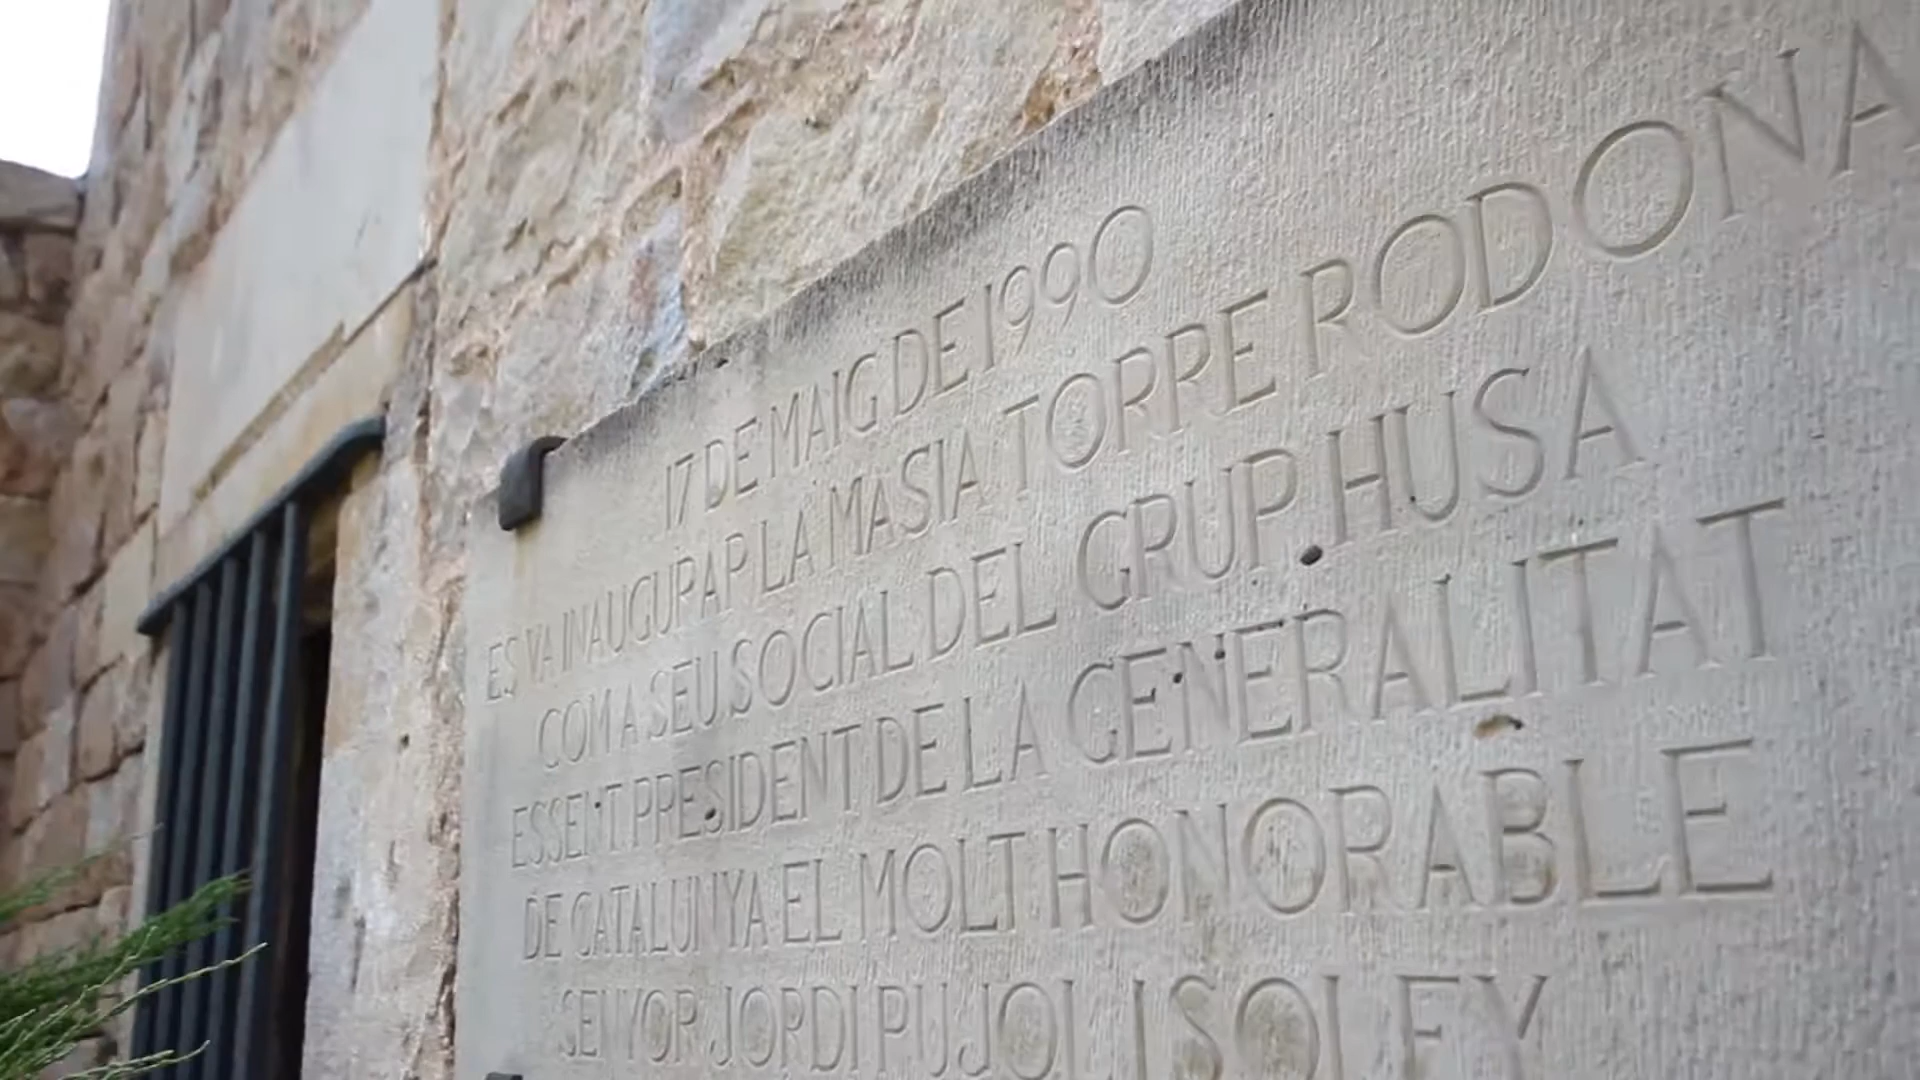 17 DE MAIG DE 1990
ES VA INAUGURAR LA MASIA TORRE RODONA
COM A SEU SOCIAL DEL GRUP HUSA
ESSENT PRESIDENT DE LA GENERALITAT
DE CATALUNYA EL MOLT HONORABLE
SENYOR JORDI PUJOL I SOLEY